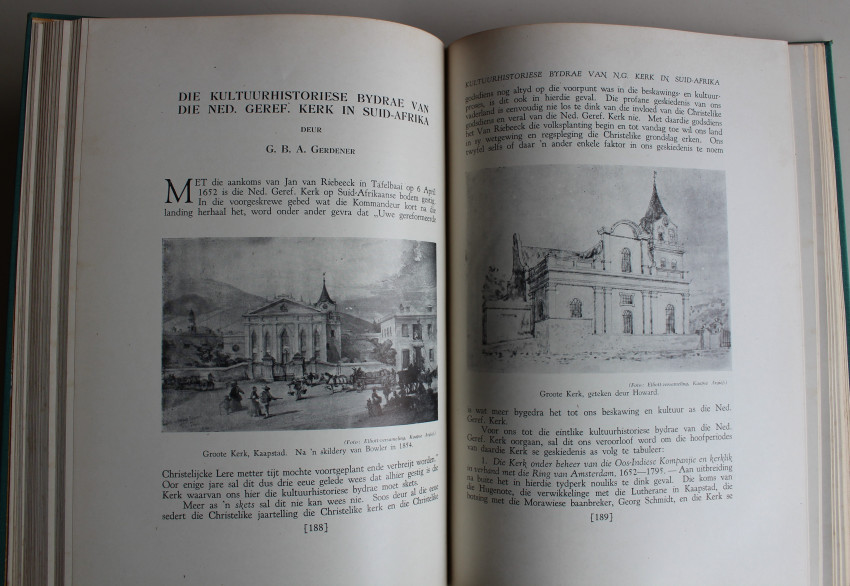 DIE KULTUURHISTORIESE BYDRAE VAN
DIE NED. GEREF. KERK IN SUID-AFRIKA
DEUR
G. B. A. GERDENER
MET die aankoms van Jan van Riebeeck in Tafelbaai op 6 April
1652 is die Ned. Geref. Kerk op Suid-Afrikaanse bodem gestig.
In die voorgeskrewe gebed wat die Kommandeur kort na die
landing herhaal het, word onder ander gevra dat „Uwe gereformeerde
(Foto: Elliottversameling, Kaapse Argief.)
Groote Kerk, Kaapstad. Na 'n skildery van Bowler in 1854.
Christelijcke Lere metter tijt mochte voortgeplant ende verbreijt worden.”
Oor enige jare sal dit dus drie eeue gelede wees dat alhier gestig is die
Kerk waarvan ons hier die kultuurhistoriese bydrae moet skets.
Meer as 'n skets sal dit nie kan wees nie. Soos deur al die eeue
sedert die Christelike jaartelling die Christelike kerk en die Christelike
[188]
KULTUURHISTORIESE BYDRAE VAN N.G. KERK IN SUID-AFRIKA
godsdiens nog altyd op die voorpunt was in die beskawings- en kultuur-
proses, is dit ook in hierdie geval. Die profane geskiedenis van ons
vaderland is eenvoudig nie los te dink van die invloed van die Christelike
godsdiens en veral van die Ned. Geref. Kerk nie. Met daardie godsdiens
het Van Riebeeck die volksplanting begin en tot vandag toe wil ons land
in sy wetgewing en regspleging die Christelike grondslag erken. Ons
twyfel selfs of daar 'n ander enkele faktor in ons geskiedenis te noem
(Foto: Elliottversameling, Kaapse Argief.)
Groote Kerk, geteken deur Howard.
is wat meer bygedra het tot ons beskawing en kultuur as die Ned.
Geref. Kerk.
Voor ons tot die eintlike kultuurhistoriese bydrae van die Ned.
Geref. Kerk oorgaan, sal dit ons veroorloof word om die hoofperiodes
van daardie Kerk se geskiedenis as volg te tabuleer:
1. Die Kerk onder beheer van die Oos-Indiese Kompanjie en kerklik
in verband met die Ring van Amsterdam, 1652—1795. — Aan uitbreiding
na buite het in hierdie tydperk nouliks te dink geval. Die koms van
die Hugenote, die verwikkelinge met die Lutherane in Kaapstad, die
botsing met die Morawiese baanbreker, Georg Schmidt, en die Kerk se
[189]